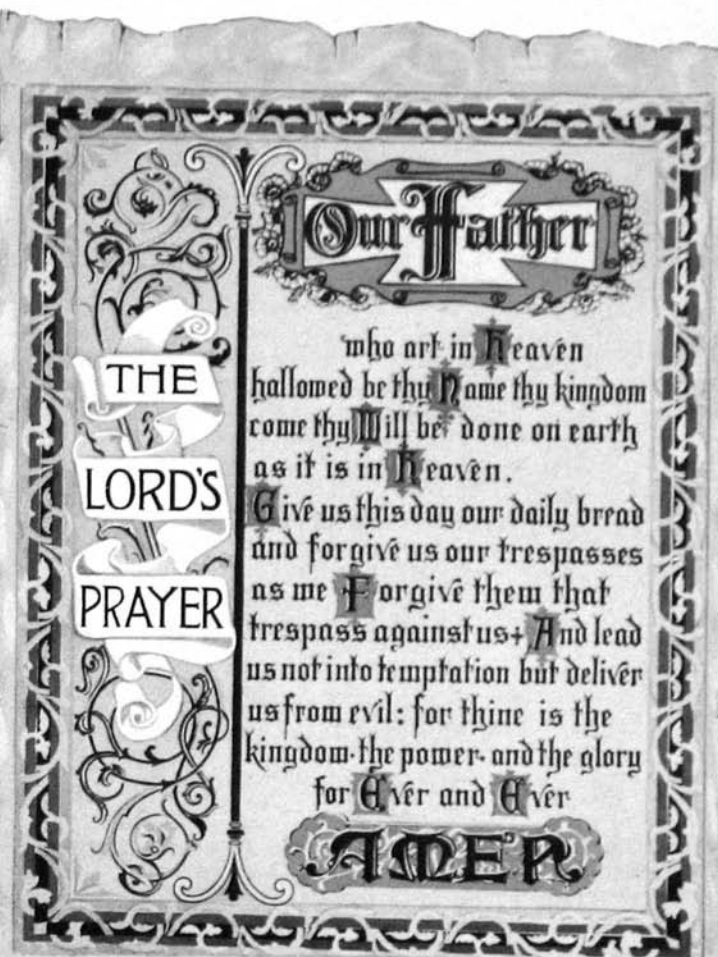 THE
LORD'S
PRAYER
Our Father
who art in Heaven
hallowed be thy Name thy kingdom
come thy Will be done on earth
as it is in Heaven.
Give us this day our daily bread
and forgive us our trespasses
as we Forgive them that
trespass against us+ And lead
us not into temptation but deliver
us from evil: for thine is the
kingdom· the power· and the glory
for Ever and Ever
AMEN